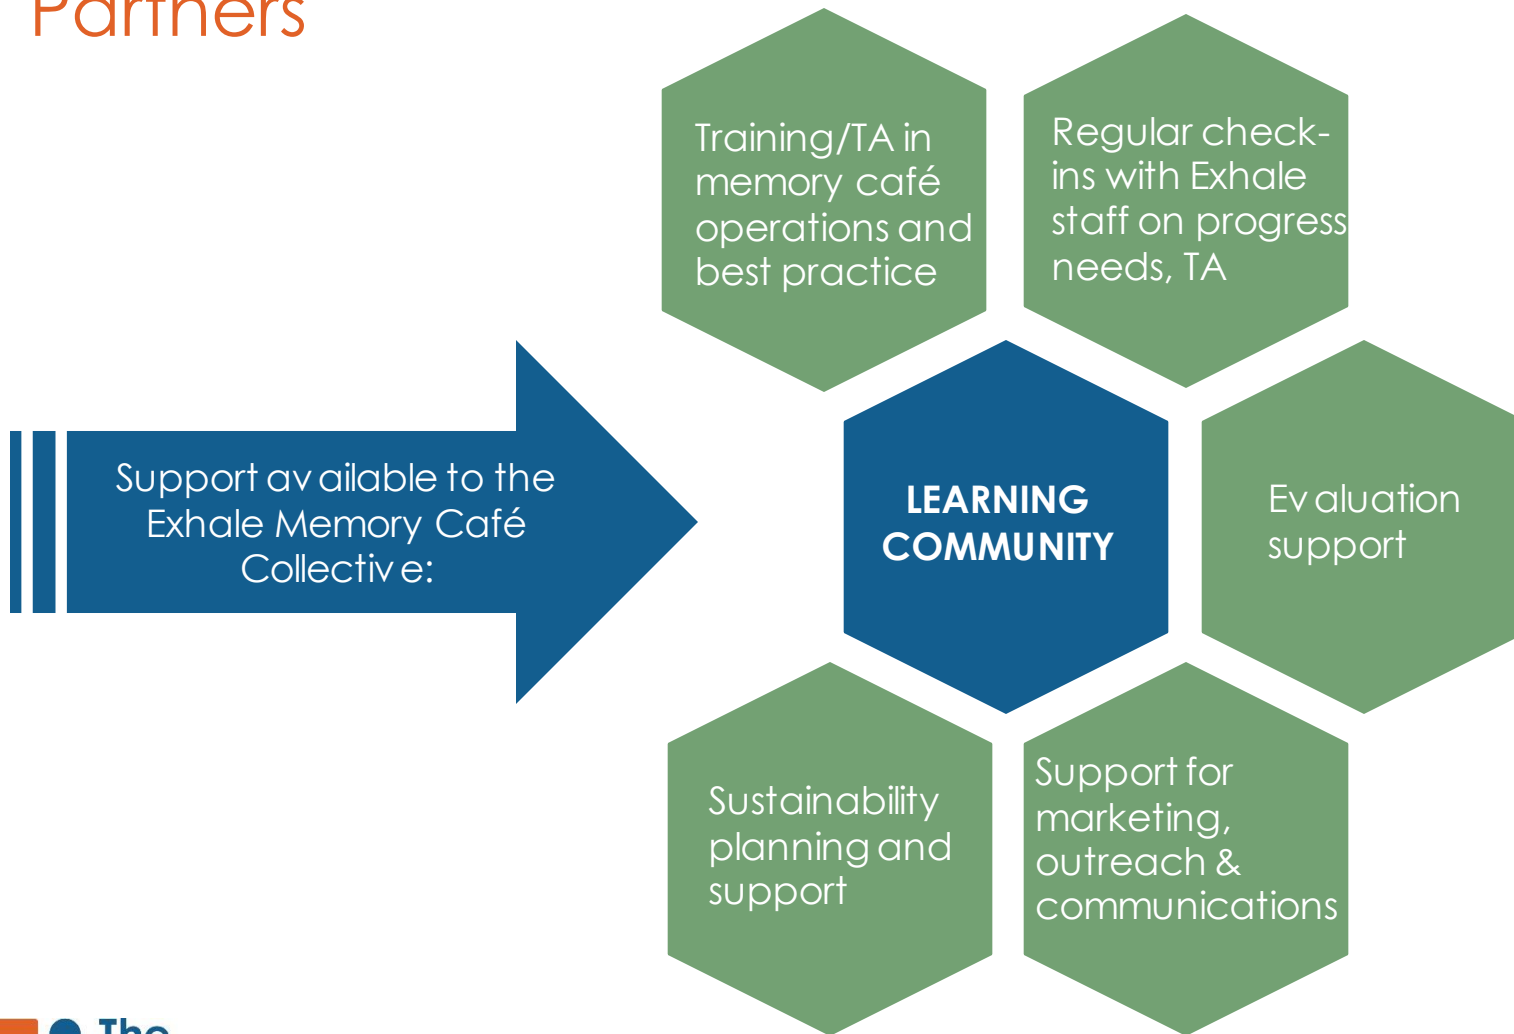 Partners
Training/TA in
memory café
operations and
best practice
Regular check-
ins with Exhale
staff on progress
needs, TA
Support available to the
Exhale Memory Café
Collective:
LEARNING
COMMUNITY
Evaluation
support
Sustainability
planning and
support
Support for
marketing,
outreach &
communications
The